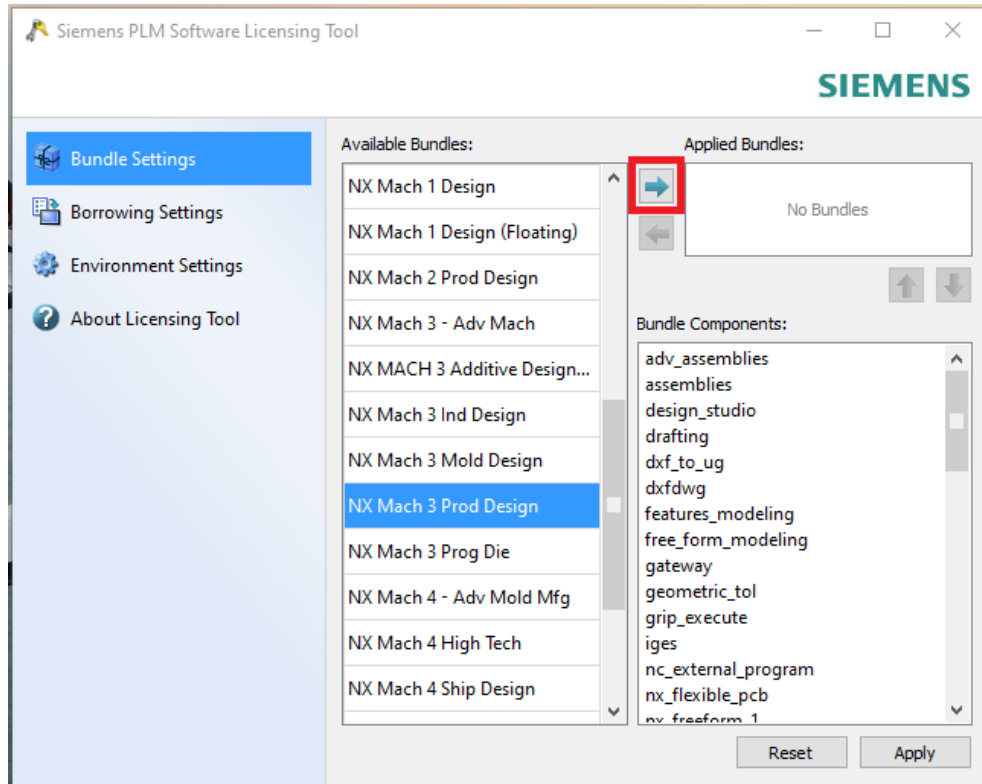 Siemens PLM Software Licensing Tool
SIEMENS
Bundle Settings
Borrowing Settings
Environment Settings
About Licensing Tool
Available Bundles:
NX Mach 1 Design
NX Mach 1 Design (Floating)
NX Mach 2 Prod Design
NX Mach 3 - Adv Mach
NX MACH 3 Additive Design...
NX Mach 3 Ind Design
NX Mach 3 Mold Design
NX Mach 3 Prod Design
NX Mach 3 Prog Die
NX Mach 4 - Adv Mold Mfg
NX Mach 4 High Tech
NX Mach 4 Ship Design
Applied Bundles:
No Bundles
Bundle Components:
adv_assemblies
assemblies
design_studio
drafting
dxf_to_ug
dxfdwg
features_modeling
free_form_modeling
gateway
geometric_tol
grip_execute
iges
nc_external_program
nx_flexible_pcb
nx_freeform_1
Reset
Apply